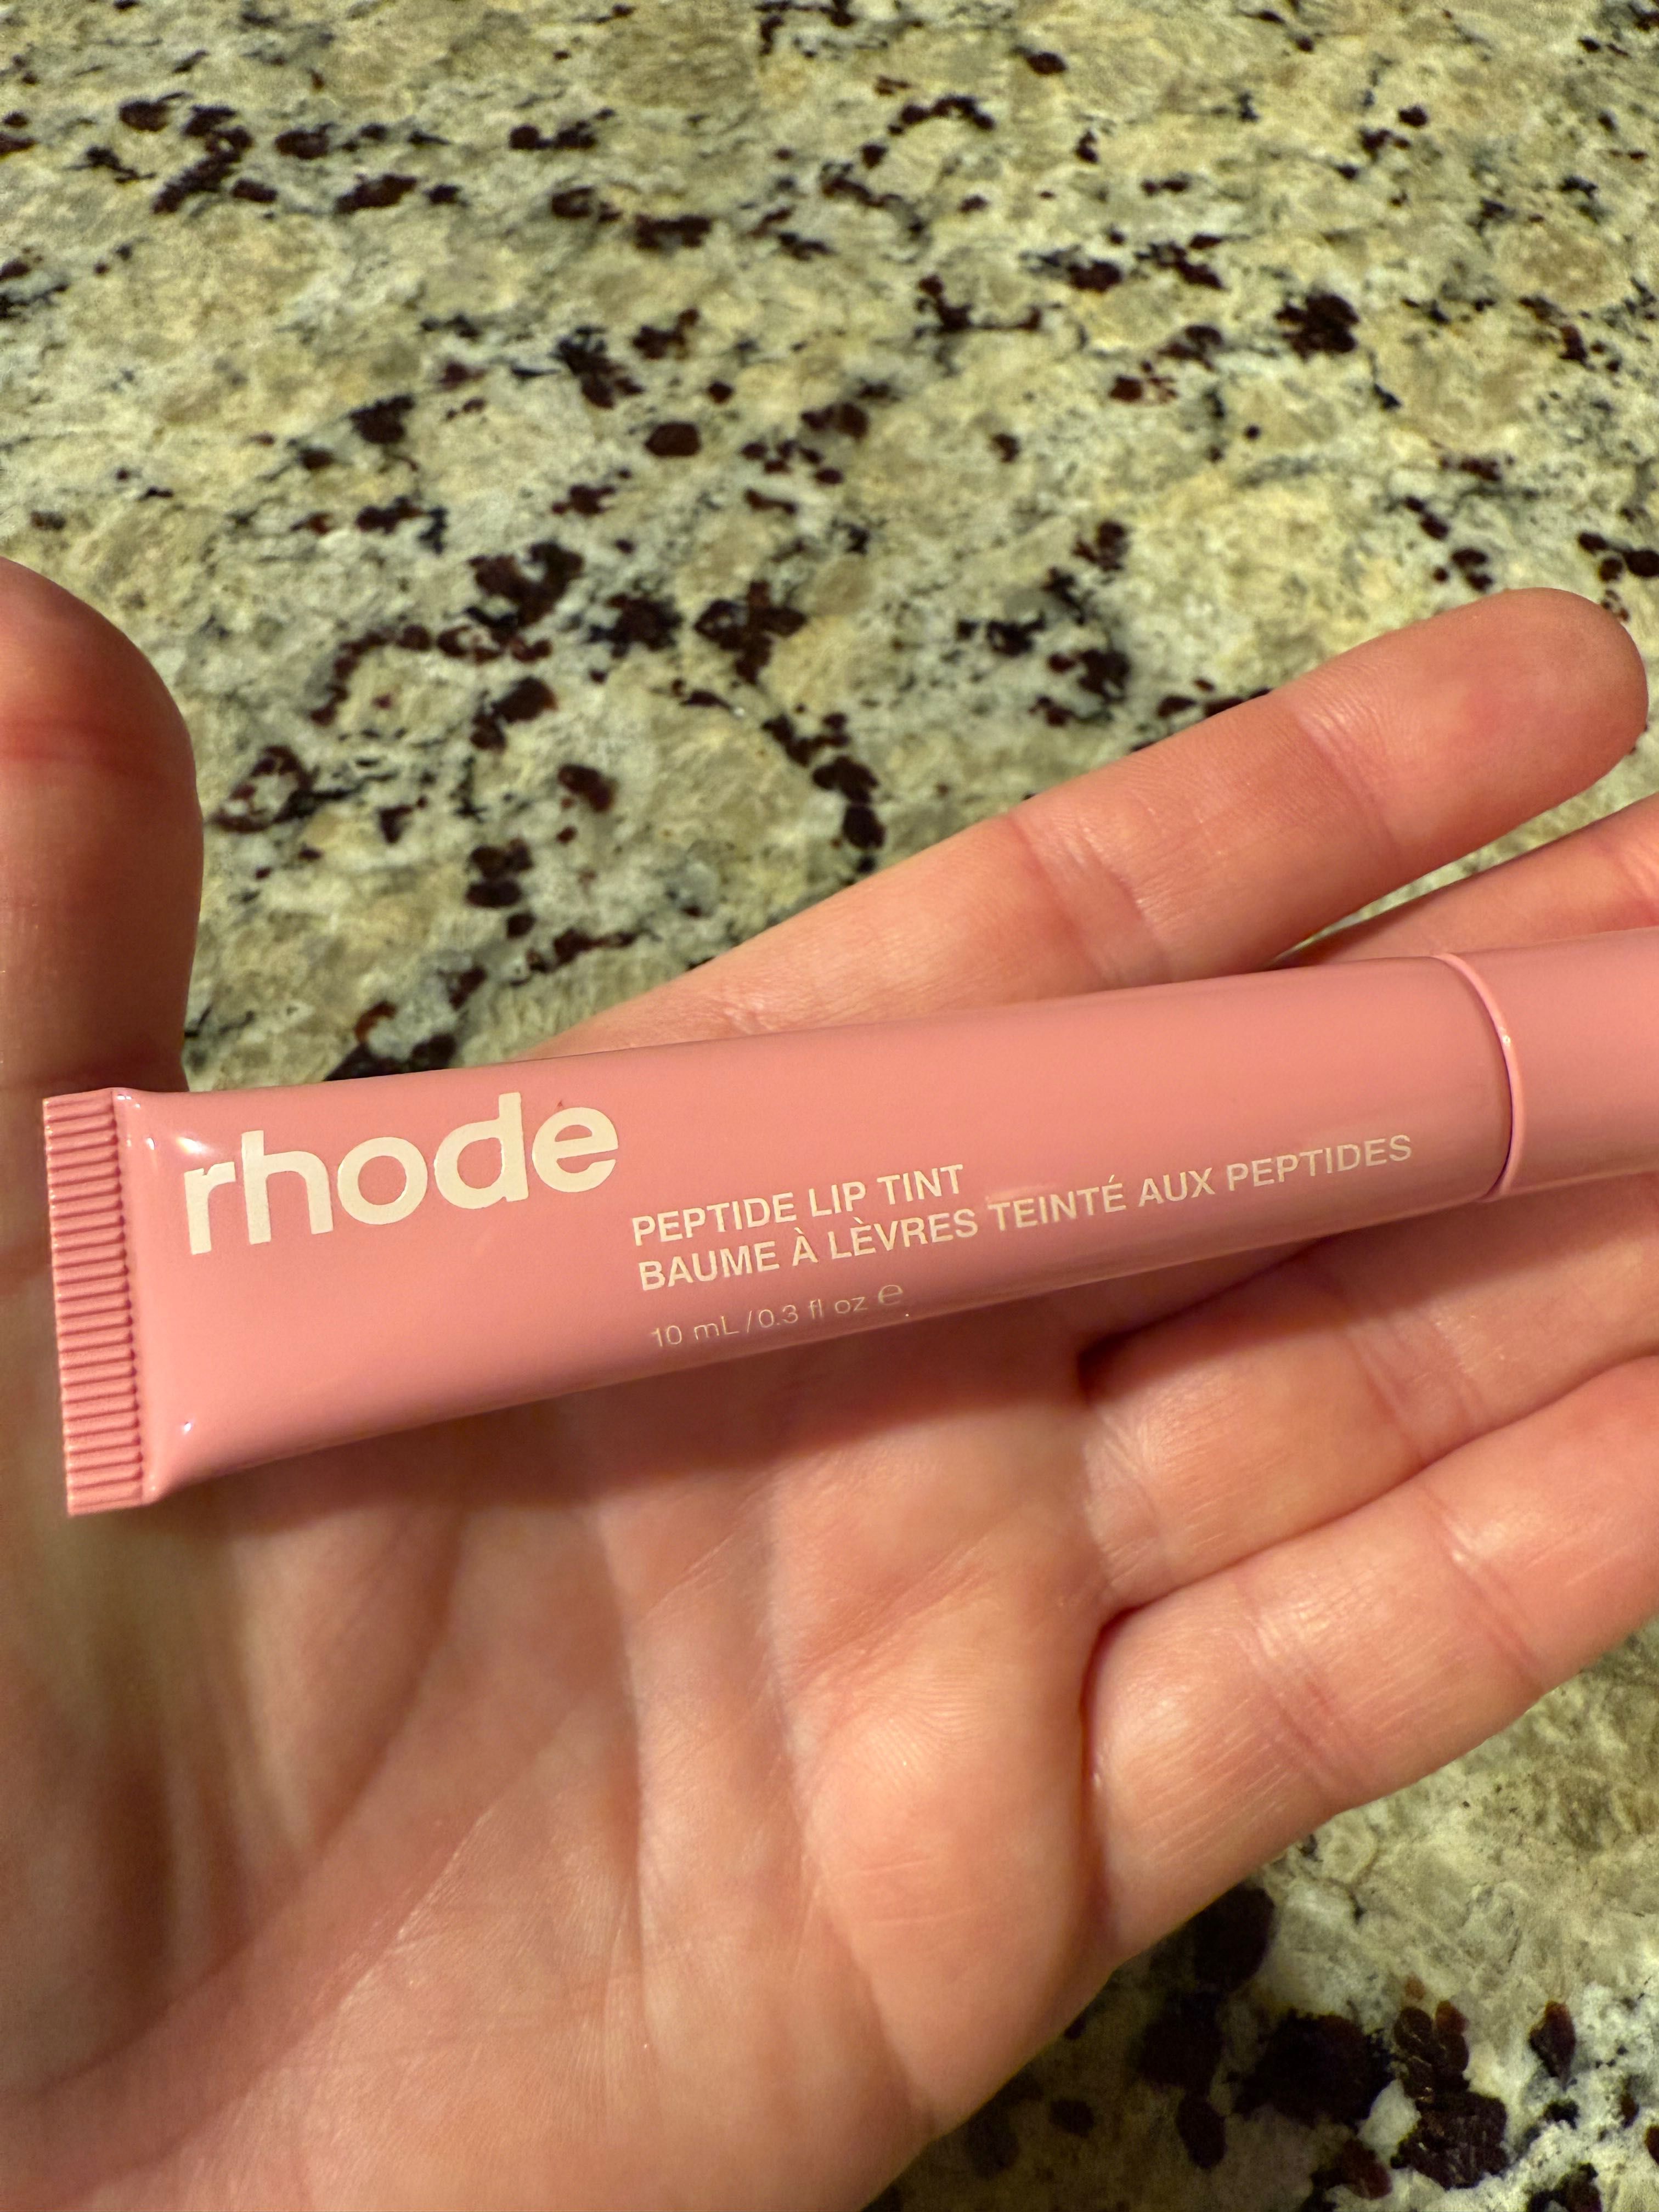 rhode
PEPTIDE LIP TINT
BAUME À LÈVRES TEINTÉ AUX PEPTIDES
10 mL/0.3 fl oz ℮